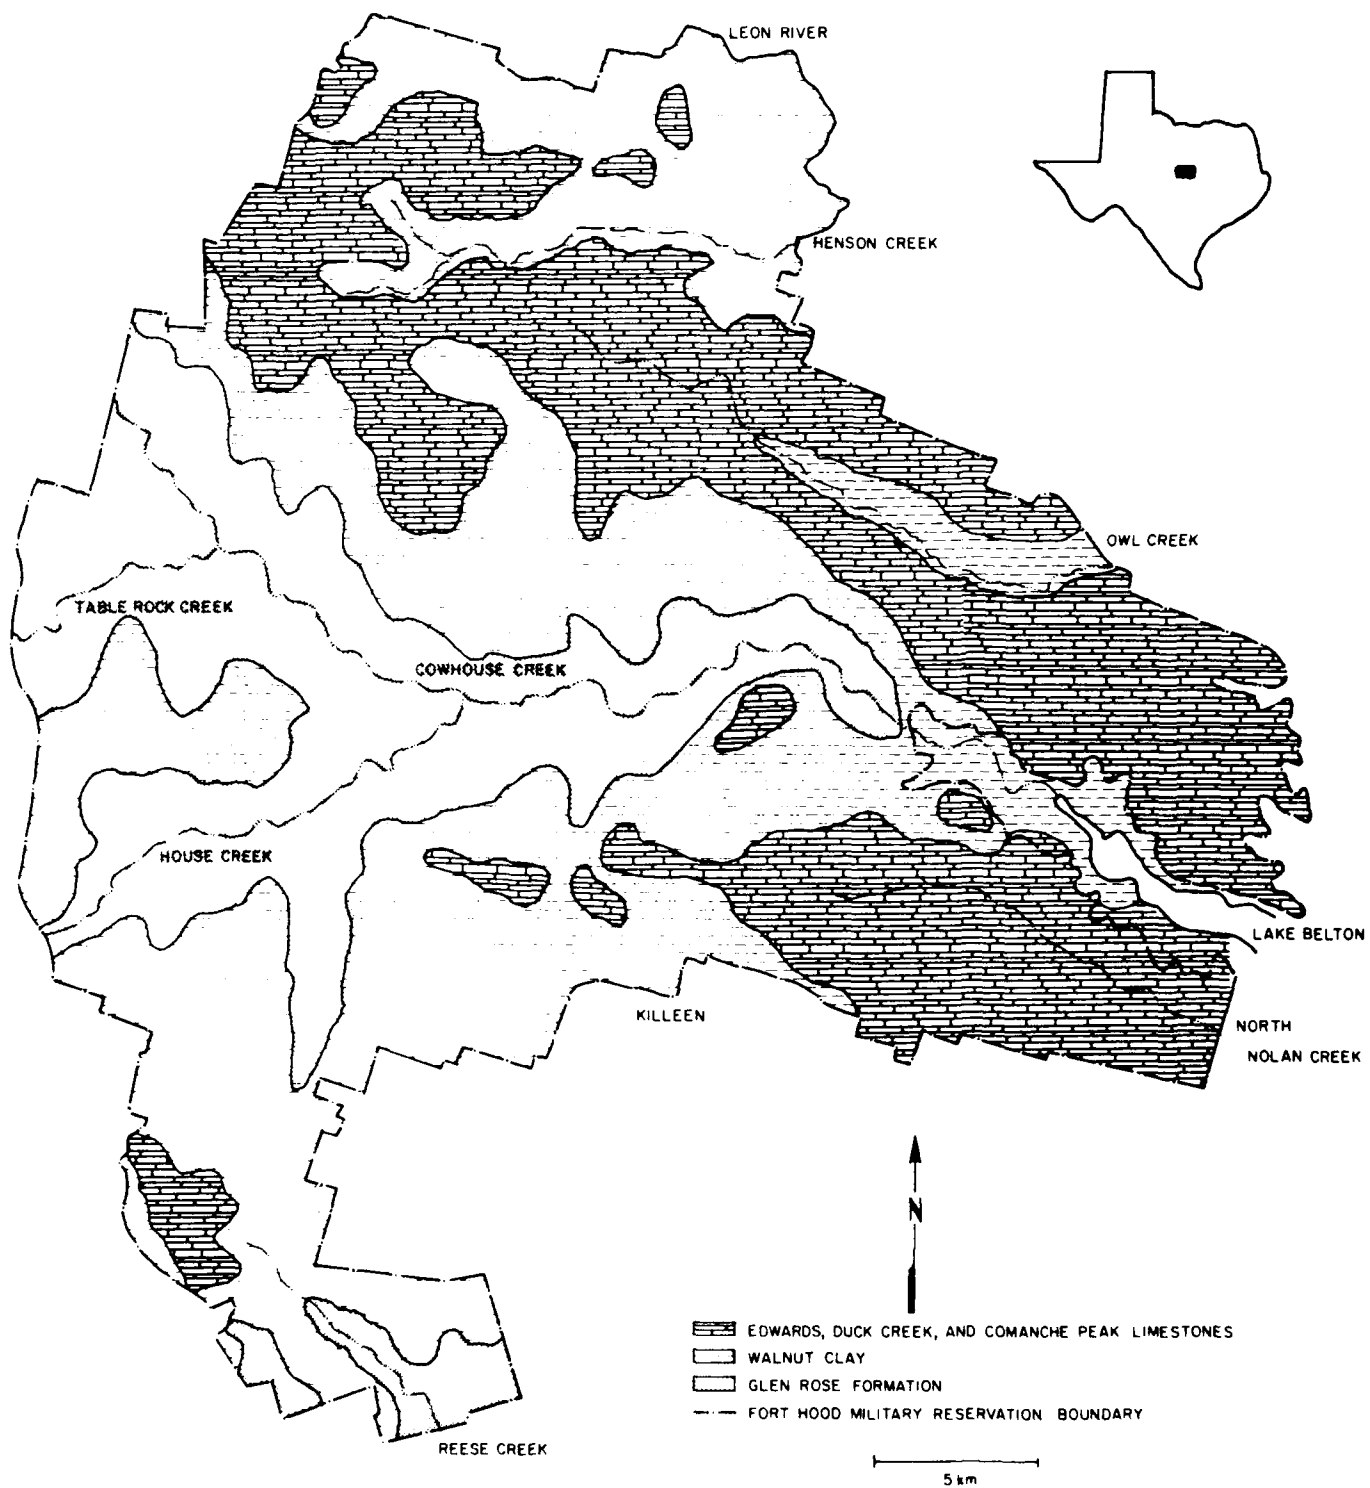 LEON RIVER
HENSON CREEK
OWL CREEK
TABLE ROCK CREEK
COWHOUSE CREEK
HOUSE CREEK
LAKE BELTON
KILLEEN
NORTH
NOLAN CREEK
N
EDWARDS, DUCK CREEK, AND COMANCHE PEAK LIMESTONES
WALNUT CLAY
GLEN ROSE FORMATION
FORT HOOD MILITARY RESERVATION BOUNDARY
REESE CREEK
5 km